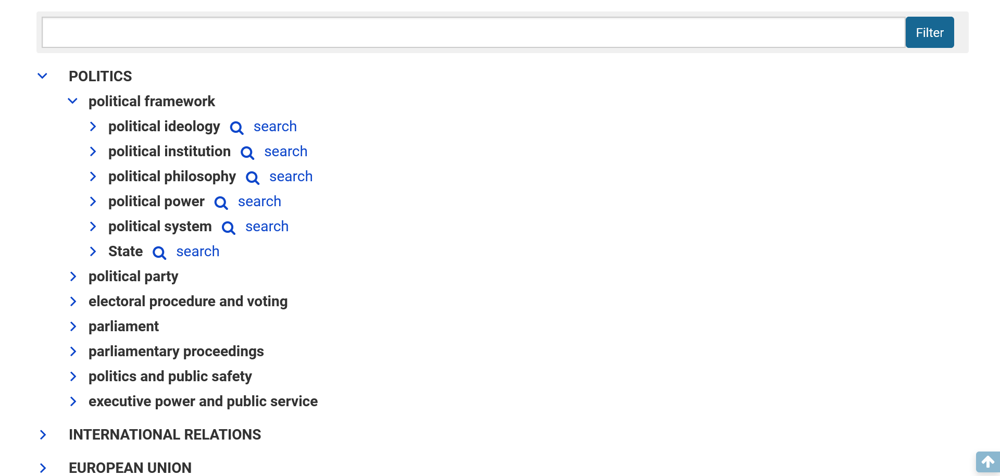 Filter
POLITICS
political framework
political ideology search
political institution search
political philosophy search
political power search
political system search
State search
political party
electoral procedure and voting
parliament
parliamentary proceedings
politics and public safety
executive power and public service
INTERNATIONAL RELATIONS
EUROPEAN UNION